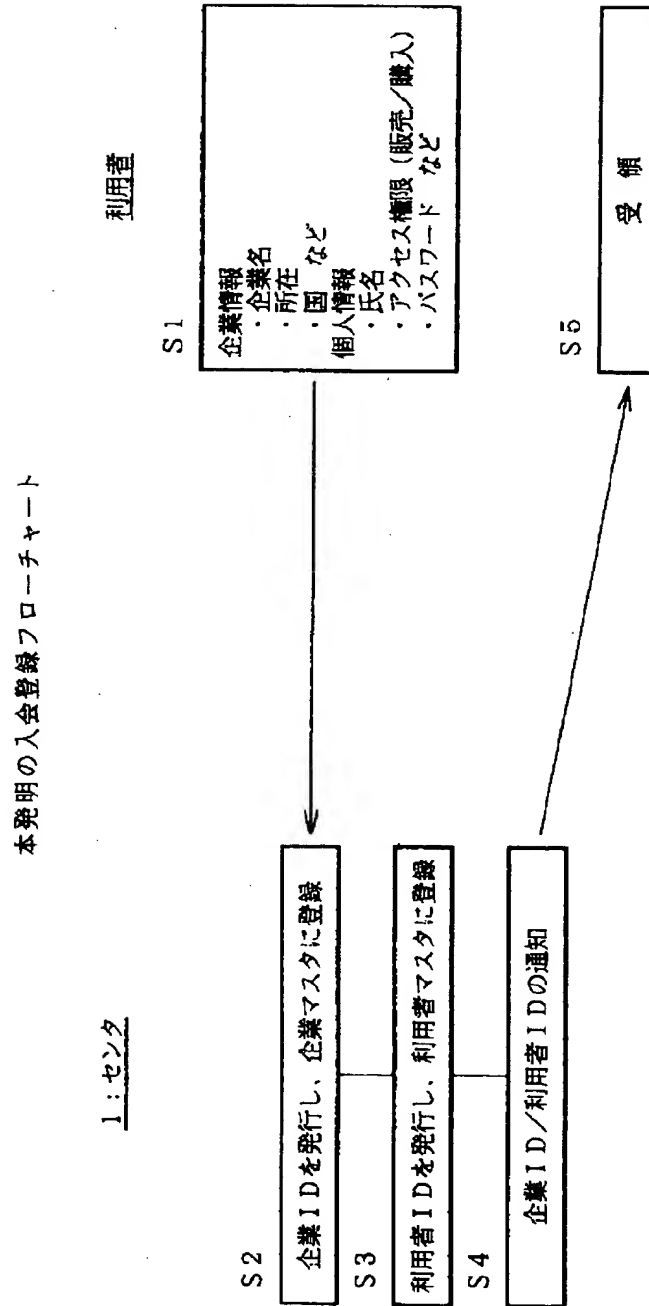 本発明の入会登録フローチャート
1:センタ
利用者
S1
企業情報
・企業名
・所在
・国 など
個人情報
・氏名
・アクセス権限(販売/購入)
・パスワード など
S2
企業IDを発行し、企業マスタに登録
S3
利用者IDを発行し、利用者マスタに登録
S4
企業ID/利用者IDの通知
S5
受領